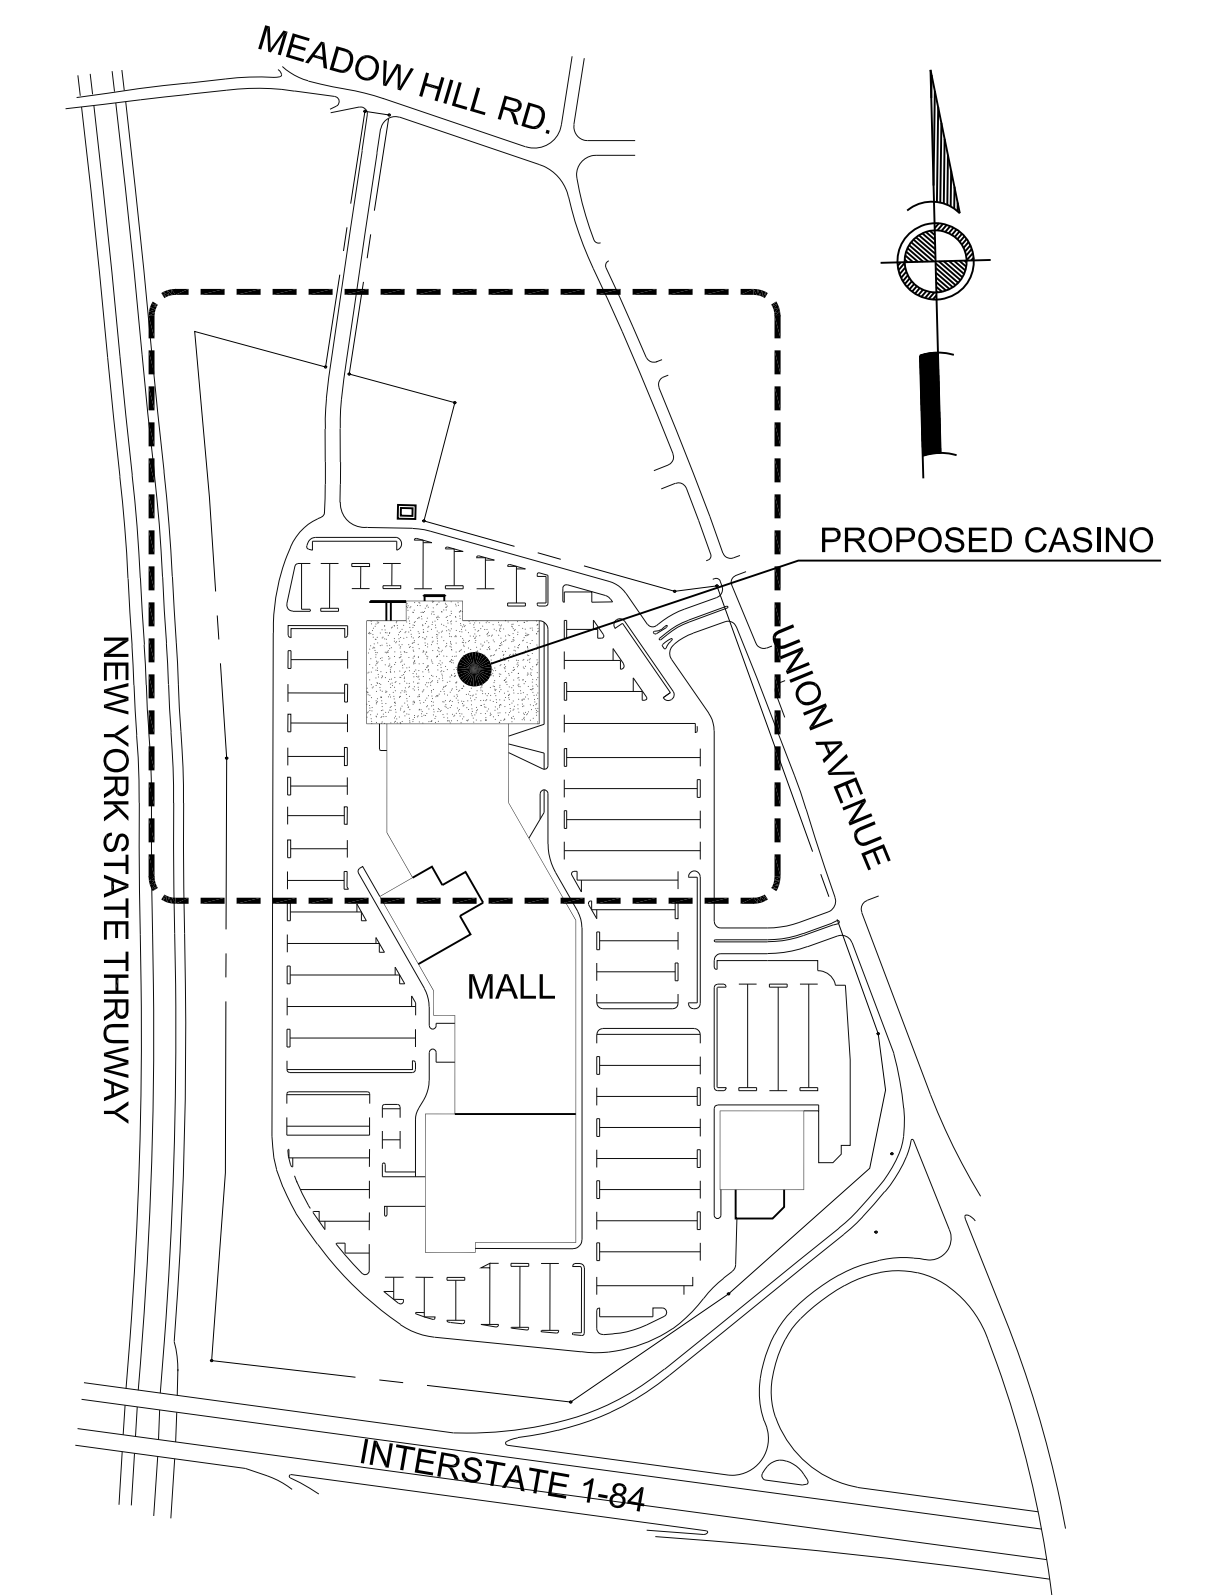 MEADOW HILL RD.
PROPOSED CASINO
UNION AVENUE
NEW YORK STATE THRUWAY
MALL
INTERSTATE 1-84